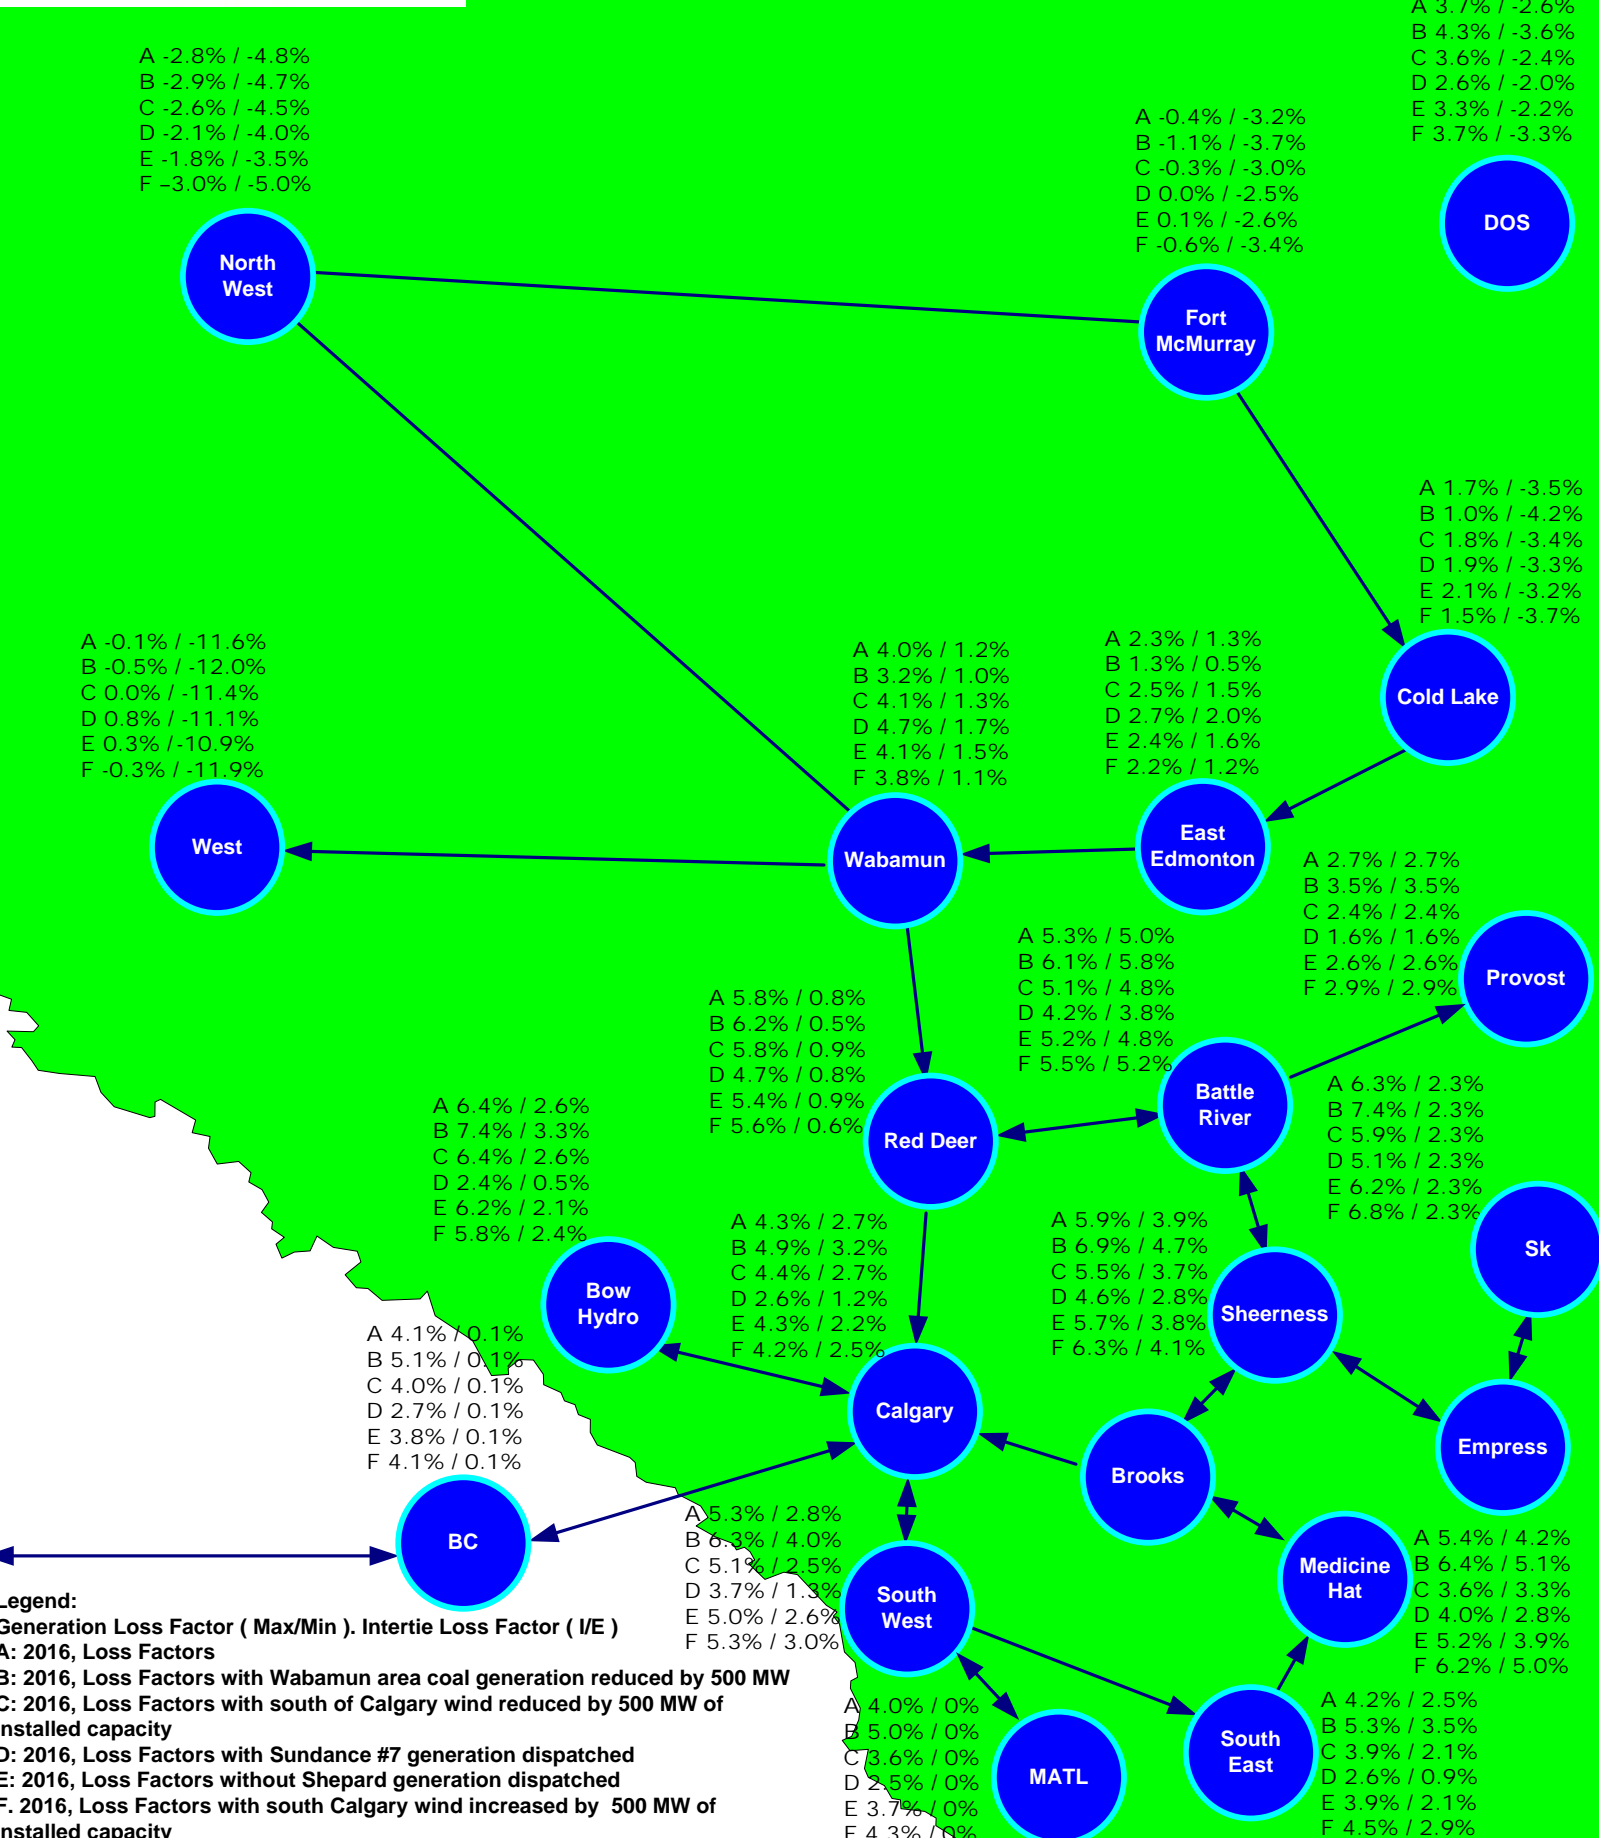 A 3.7% / -2.6%
B 4.3% / -3.6%
C 3.6% / -2.4%
D 2.6% / -2.0%
E 3.3% / -2.2%
F 3.7% / -3.3%
DOS
A -2.8% / -4.8%
B -2.9% / -4.7%
C -2.6% / -4.5%
D -2.1% / -4.0%
E -1.8% / -3.5%
F –3.0% / -5.0%
North
West
A -0.4% / -3.2%
B -1.1% / -3.7%
C -0.3% / -3.0%
D 0.0% / -2.5%
E 0.1% / -2.6%
F -0.6% / -3.4%
Fort
McMurray
A 1.7% / -3.5%
B 1.0% / -4.2%
C 1.8% / -3.4%
D 1.9% / -3.3%
E 2.1% / -3.2%
F 1.5% / -3.7%
Cold Lake
A -0.1% / -11.6%
B -0.5% / -12.0%
C 0.0% / -11.4%
D 0.8% / -11.1%
E 0.3% /-10.9%
F -0.3% / -11.9%
West
A 4.0% / 1.2%
B 3.2% / 1.0%
C 4.1% / 1.3%
D 4.7% / 1.7%
E 4.1% / 1.5%
F 3.8% / 1.1%
Wabamun
A 2.3% / 1.3%
B 1.3% / 0.5%
C 2.5% / 1.5%
D 2.7% / 2.0%
E 2.4% / 1.6%
F 2.2% / 1.2%
East
Edmonton
A 2.7% / 2.7%
B 3.5% / 3.5%
C 2.4% / 2.4%
D 1.6% / 1.6%
E 2.6% / 2.6%
F 2.9% / 2.9%
Provost
A 5.3% / 5.0%
B 6.1% / 5.8%
C 5.1% / 4.8%
D 4.2% / 3.8%
E 5.2% / 4.8%
F 5.5% / 5.2%
Battle
River
A 5.8% / 0.8%
B 6.2% / 0.5%
C 5.8% / 0.9%
D 4.7% / 0.8%
E 5.4% / 0.9%
F 5.6% / 0.6%
Red Deer
A 6.3% / 2.3%
B 7.4% / 2.3%
C 5.9% / 2.3%
D 5.1% / 2.3%
E 6.2% / 2.3%
F 6.8% / 2.3%
Sk
A 6.4% / 2.6%
B 7.4% / 3.3%
C 6.4% / 2.6%
D 2.4% / 0.5%
E 6.2% / 2.1%
F 5.8% / 2.4%
Bow
Hydro
A 4.3% / 2.7%
B 4.9% / 3.2%
C 4.4% / 2.7%
D 2.6% / 1.2%
E 4.3% / 2.2%
F 4.2% / 2.5%
Calgary
A 5.9% / 3.9%
B 6.9% / 4.7%
C 5.5% / 3.7%
D 4.6% / 2.8%
E 5.7% / 3.8%
F 6.3% / 4.1%
Sheerness
A 4.1% / 0.1%
B 5.1% / 0.1%
C 4.0% / 0.1%
D 2.7% / 0.1%
E 3.8% / 0.1%
F 4.1% / 0.1%
BC
Brooks
Empress
A 5.3% / 2.8%
B 6.3% / 4.0%
C 5.1% / 2.5%
D 3.7% / 1.3%
E 5.0% / 2.6%
F 5.3% / 3.0%
South
West
Medicine
Hat
A 5.4% / 4.2%
B 6.4% / 5.1%
C 3.6% / 3.3%
D 4.0% / 2.8%
E 5.2% / 3.9%
F 6.2% / 5.0%
A 4.0% / 0%
B 5.0% / 0%
C 3.6% / 0%
D 2.5% / 0%
E 3.7% / 0%
F 4.3% / 0%
MATL
South
East
A 4.2% / 2.5%
B 5.3% / 3.5%
C 3.9% / 2.1%
D 2.6% / 0.9%
E 3.9% / 2.1%
F 4.5% / 2.9%
Legend:
Generation Loss Factor ( Max/Min ). Intertie Loss Factor ( I/E )
A: 2016, Loss Factors
B: 2016, Loss Factors with Wabamun area coal generation reduced by 500 MW
C: 2016, Loss Factors with south of Calgary wind reduced by 500 MW of
installed capacity
D: 2016, Loss Factors with Sundance #7 generation dispatched
E: 2016, Loss Factors without Shepard generation dispatched
F. 2016, Loss Factors with south Calgary wind increased by 500 MW of
installed capacity